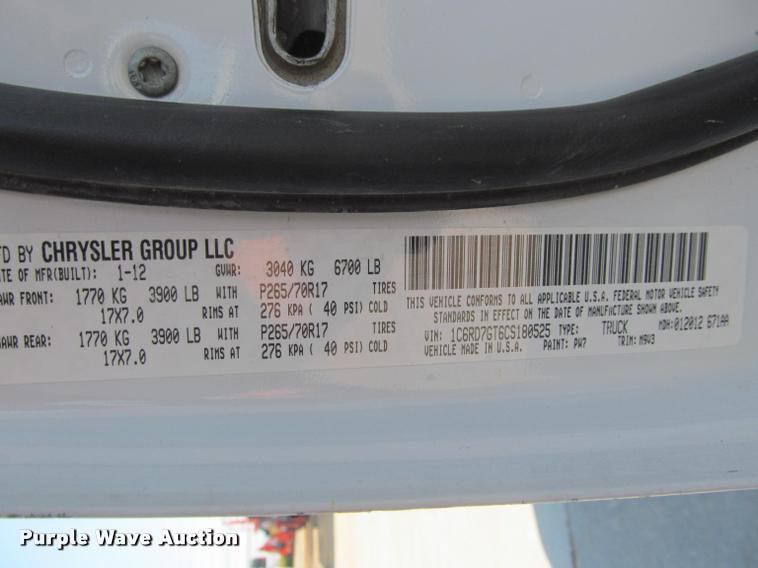 FD BY CHRYSLER GROUP LLC
ATE OF MFR(BUILT): 1-12 GVWR: 3040 KG 6700 LB
AWR FRONT: 1770 KG 3900 LB WITH P265/70R17 TIRES
17X7.0 RIMS AT 276 KPA ( 40 PSI) COLD
AWR REAR: 1770 KG 3900 LB WITH P265/70R17 TIRES
17X7.0 RIMS AT 276 KPA ( 40 PSI) COLD
THIS VEHICLE CONFORMS TO ALL APPLICABLE U.S.A. FEDERAL MOTOR VEHICLE SAFETY
STANDARDS IN EFFECT ON THE DATE OF MANUFACTURE SHOWN ABOVE.
VIN: 1C6RD7GT6CS180525 TYPE: TRUCK MDH:012012 671AA
VEHICLE MADE IN U.S.A. PAINT: PW7 TRIM: M9V3
Purple Wave Auction